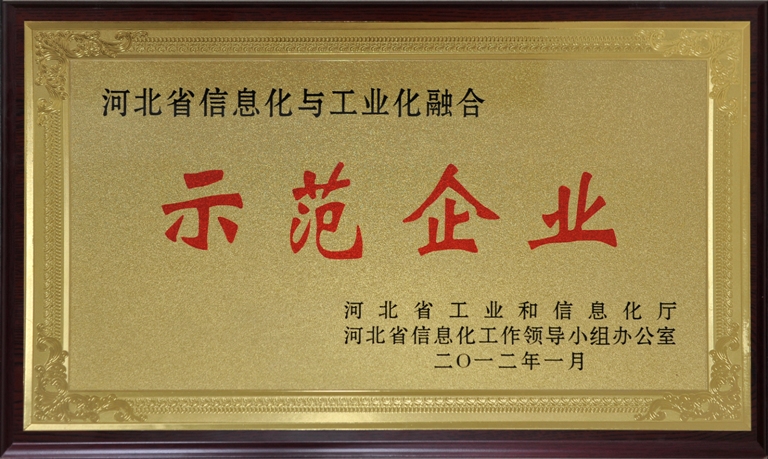 河北省信息化与工业化融合
示范企业
河北省工业和信息化厅
河北省信息化工作领导小组办公室
二〇一二年一月